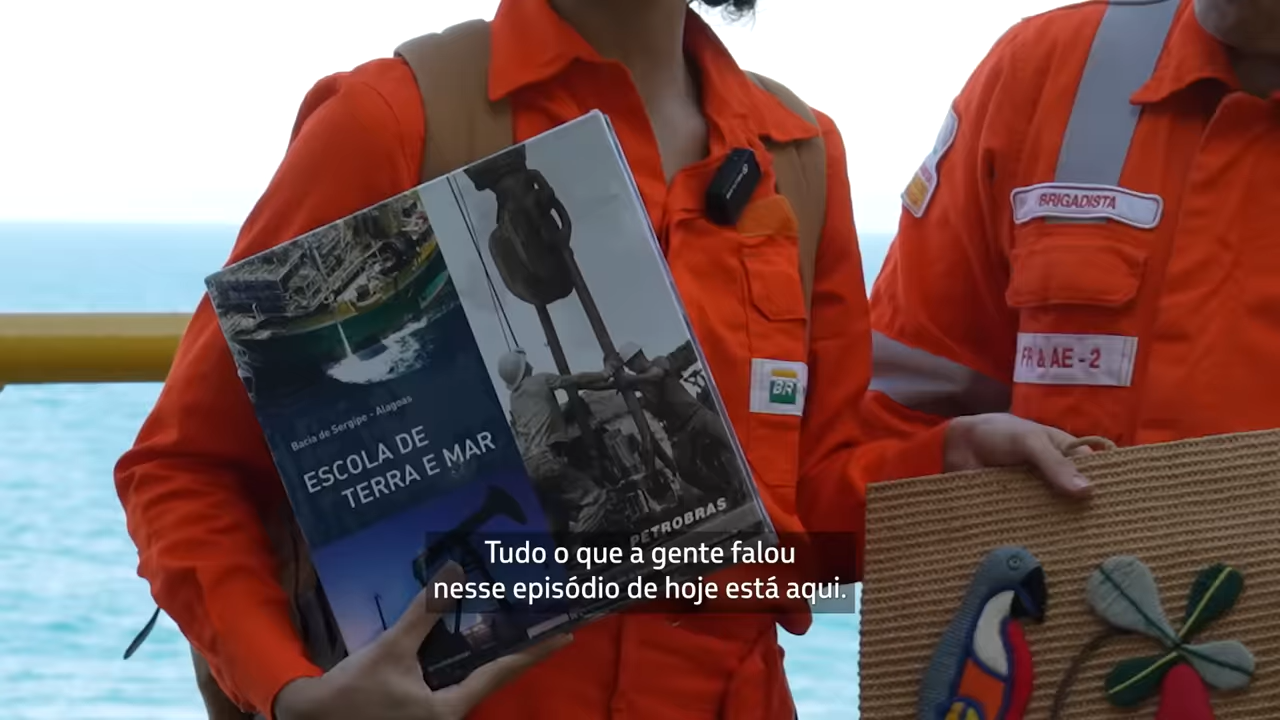 BRIGADISTA
FR & AE - 2
BR
Bacia de Sergipe - Alagoas
ESCOLA DE
TERRA E MAR
PETROBRAS
Tudo o que a gente falou
nesse episódio de hoje está aqui.